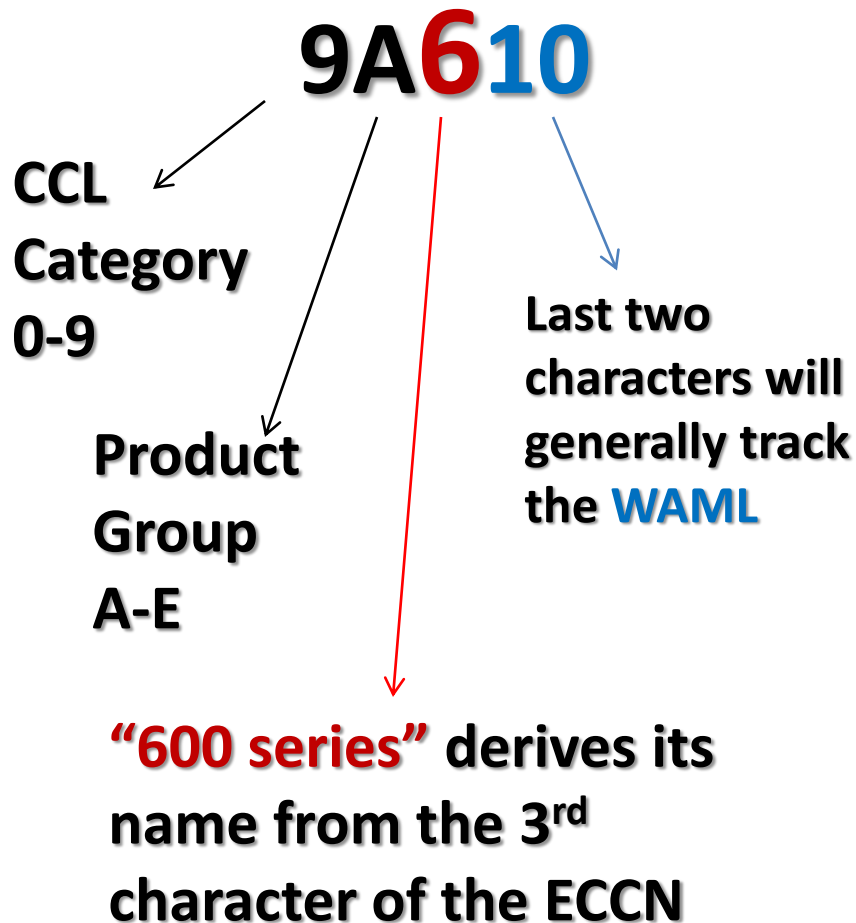 9A610
CCL
Category
0-9
Last two
characters will
generally track
the WAML
Product
Group
A-E
“600 series” derives its
name from the 3rd
character of the ECCN